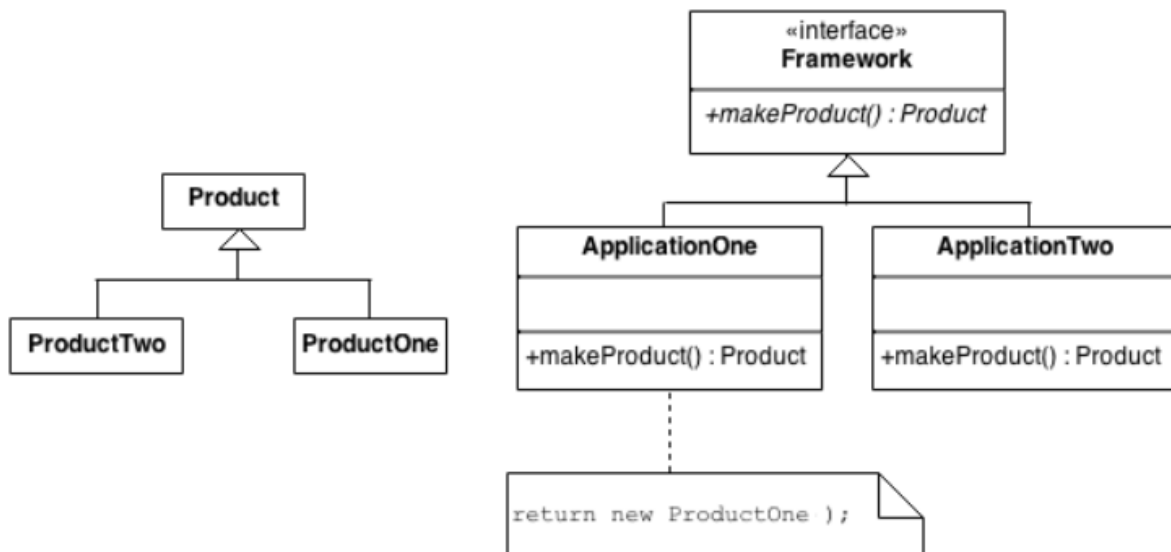 «interface»
Framework
+makeProduct() : Product
Product
ApplicationOne
ApplicationTwo
ProductTwo
ProductOne
+makeProduct() : Product
+makeProduct() : Product
return new ProductOne );